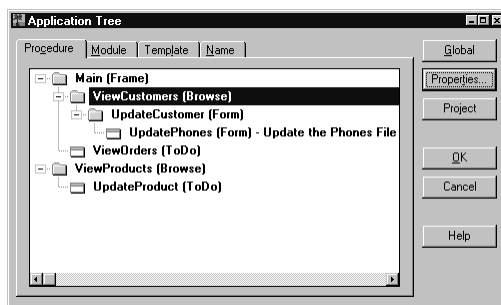 Application Tree
Procedure Module Template Name
Main (Frame)
ViewCustomers (Browse)
UpdateCustomer (Form)
UpdatePhones (Form) - Update the Phones File
ViewOrders (ToDo)
ViewProducts (Browse)
UpdateProduct (ToDo)
Global
Properties...
Project
OK
Cancel
Help